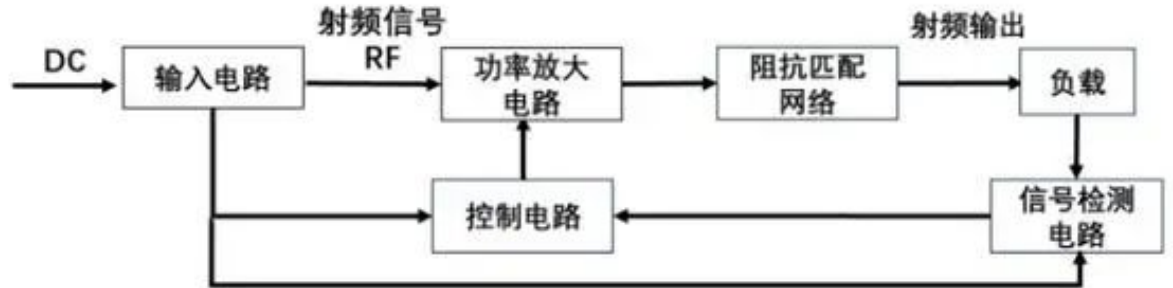 射频信号
RF
射频输出
DC
输入电路
功率放大
电路
阻抗匹配
网络
负载
控制电路
信号检测
电路